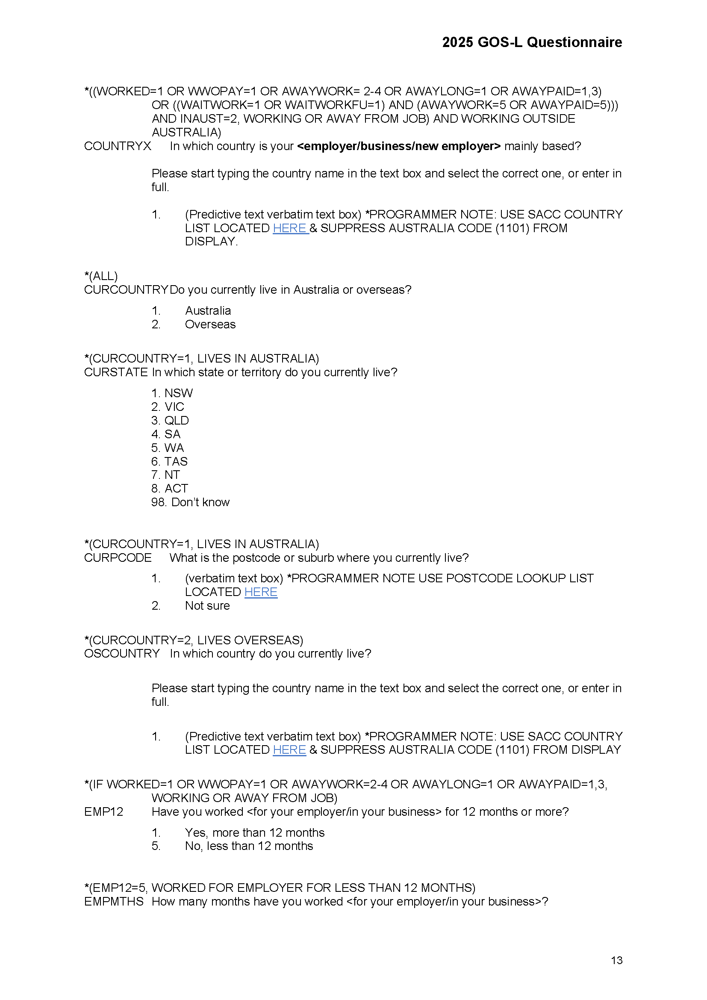 2025 GOS-L Questionnaire
*((WORKED=1 OR WWOPAY=1 OR AWAYWORK= 2-4 OR AWAYLONG=1 OR AWAYPAID=1,3)
OR ((WAITWORK=1 OR WAITWORKFU=1) AND (AWAYWORK=5 OR AWAYPAID=5)))
AND INAUST=2, WORKING OR AWAY FROM JOB) AND WORKING OUTSIDE
AUSTRALIA)
COUNTRYX In which country is your <employer/business/new employer> mainly based?
Please start typing the country name in the text box and select the correct one, or enter in
full.
1. (Predictive text verbatim text box) *PROGRAMMER NOTE: USE SACC COUNTRY
LIST LOCATED HERE & SUPPRESS AUSTRALIA CODE (1101) FROM
DISPLAY.
*(ALL)
CURCOUNTRY Do you currently live in Australia or overseas?
1. Australia
2. Overseas
*(CURCOUNTRY=1, LIVES IN AUSTRALIA)
CURSTATE In which state or territory do you currently live?
1. NSW
2. VIC
3. QLD
4. SA
5. WA
6. TAS
7. NT
8. ACT
98. Don’t know
*(CURCOUNTRY=1, LIVES IN AUSTRALIA)
CURPCODE What is the postcode or suburb where you currently live?
1. (verbatim text box) *PROGRAMMER NOTE USE POSTCODE LOOKUP LIST
LOCATED HERE
2. Not sure
*(CURCOUNTRY=2, LIVES OVERSEAS)
OSCOUNTRY In which country do you currently live?
Please start typing the country name in the text box and select the correct one, or enter in
full.
1. (Predictive text verbatim text box) *PROGRAMMER NOTE: USE SACC COUNTRY
LIST LOCATED HERE & SUPPRESS AUSTRALIA CODE (1101) FROM DISPLAY
*(IF WORKED=1 OR WWOPAY=1 OR AWAYWORK=2-4 OR AWAYLONG=1 OR AWAYPAID=1,3,
WORKING OR AWAY FROM JOB)
EMP12 Have you worked <for your employer/in your business> for 12 months or more?
1. Yes, more than 12 months
5. No, less than 12 months
*(EMP12=5, WORKED FOR EMPLOYER FOR LESS THAN 12 MONTHS)
EMPMTHS How many months have you worked <for your employer/in your business>?
13